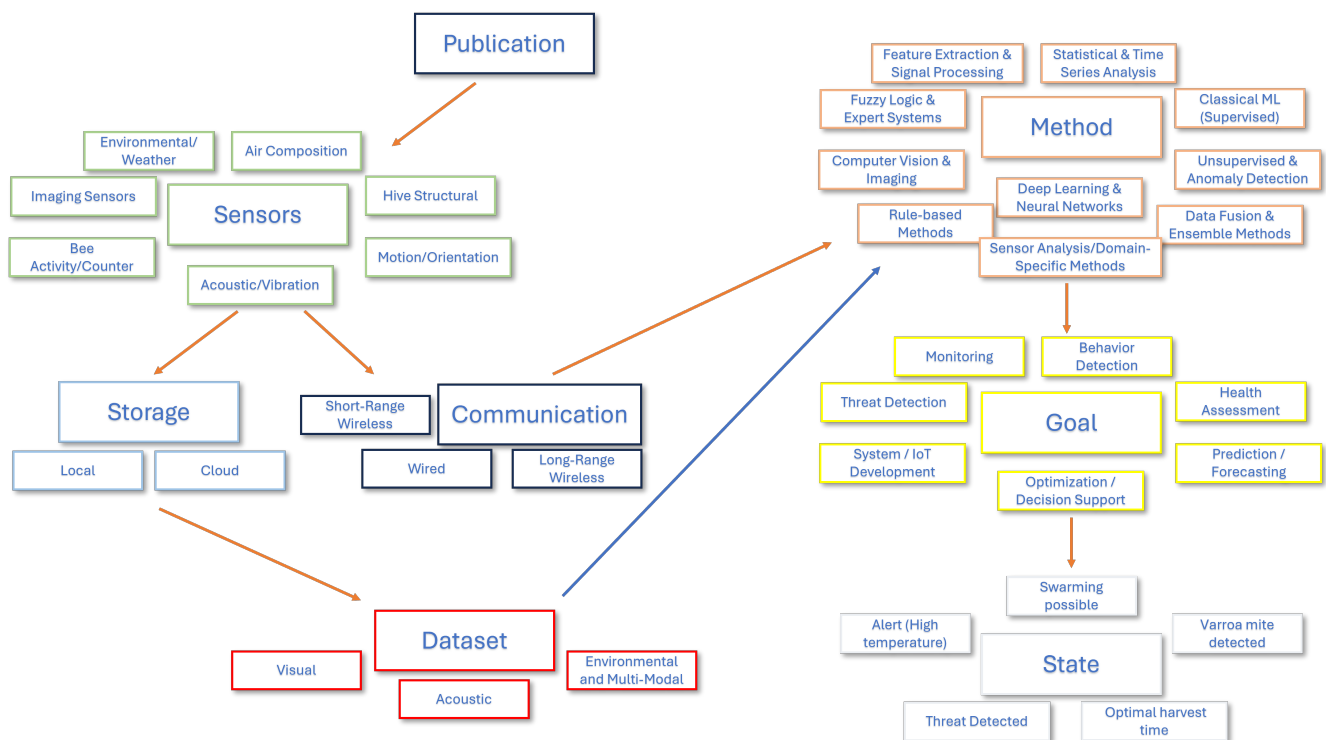 Publication
Environmental/
Weather
Air Composition
Imaging Sensors
Sensors
Hive Structural
Bee
Activity/Counter
Motion/Orientation
Acoustic/Vibration
Storage
Local
Cloud
Short-Range
Wireless
Communication
Wired
Long-Range
Wireless
Dataset
Visual
Acoustic
Environmental
and Multi-Modal
Feature Extraction &
Signal Processing
Statistical & Time
Series Analysis
Fuzzy Logic &
Expert Systems
Method
Classical ML
(Supervised)
Computer Vision &
Imaging
Unsupervised &
Anomaly Detection
Deep Learning &
Neural Networks
Rule-based
Methods
Data Fusion &
Ensemble Methods
Sensor Analysis/Domain-
Specific Methods
Monitoring
Behavior
Detection
Threat Detection
Goal
Health
Assessment
System / IoT
Development
Prediction /
Forecasting
Optimization /
Decision Support
Swarming
possible
Alert (High
temperature)
State
Varroa mite
detected
Threat Detected
Optimal harvest
time